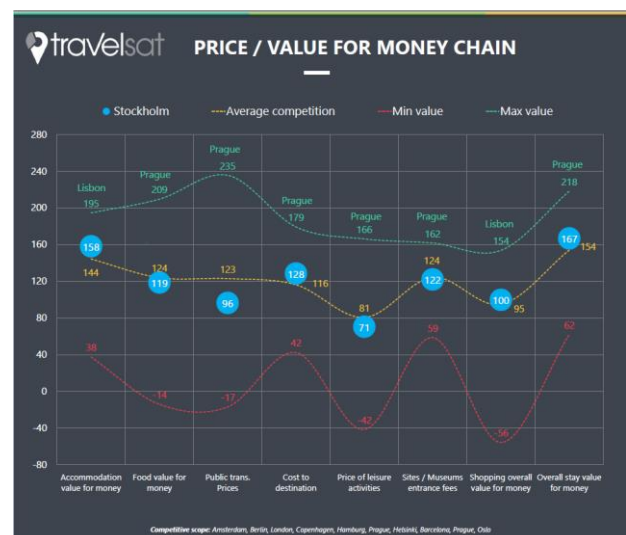 travelsat
PRICE / VALUE FOR MONEY CHAIN
Stockholm
Average competition
Min value
Max value
280
240
200
160
120
80
40
0
-40
-80
Lisbon
195
Prague
209
Prague
235
Prague
179
Prague
166
Prague
162
Lisbon
154
Prague
218
158
119
96
128
71
122
100
167
144
124
123
116
81
124
95
154
38
-14
-17
42
-42
59
-56
62
Accommodation
value for money
Food value for
money
Public trans.
Prices
Cost to
destination
Price of leisure
activities
Sites / Museums
entrance fees
Shopping overall
value for money
Overall stay value
for money
Competitive scope: Amsterdam, Berlin, London, Copenhagen, Hamburg, Prague, Helsinki, Barcelona, Prague, Oslo